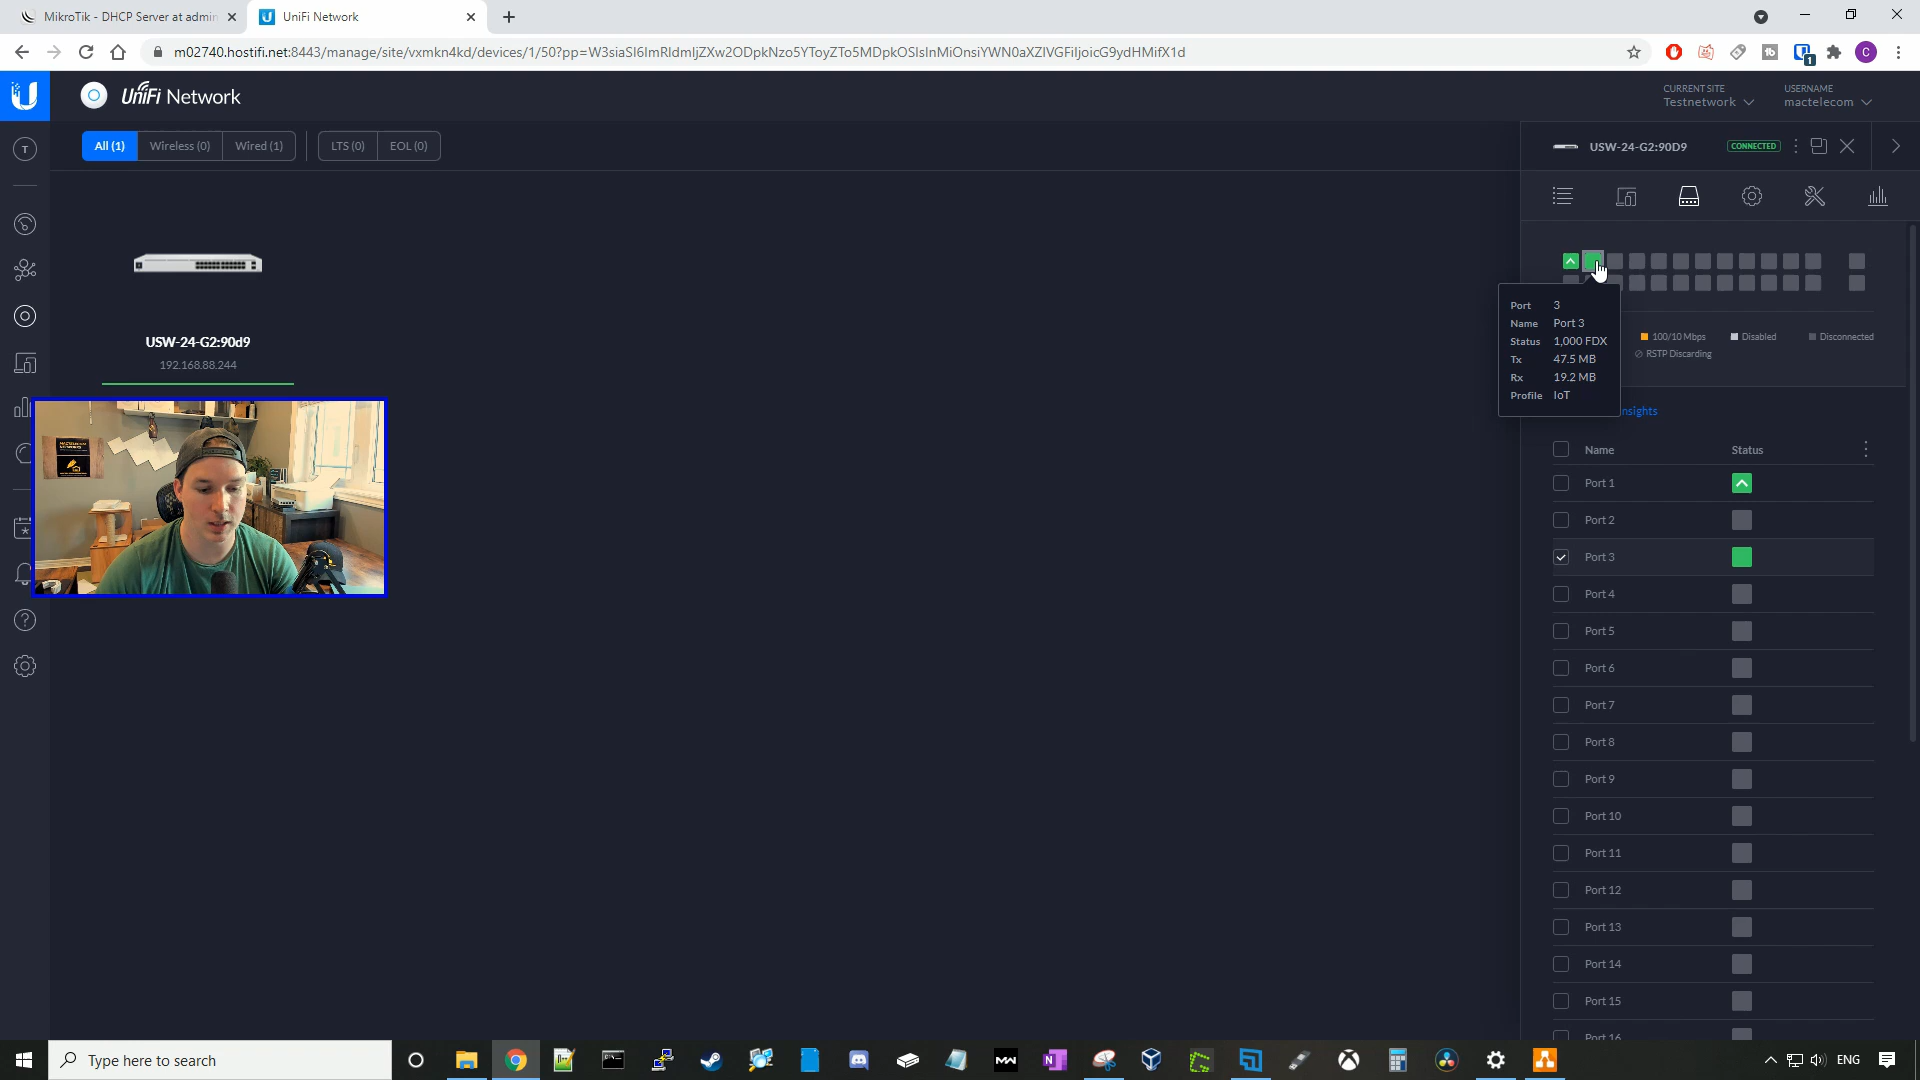 MikroTik - DHCP Server at admin
UniFi Network
m02740.hostifi.net:8443/manage/site/vxmkn4kd/devices/1/50?pp=W3siaSI6ImRldmljZXw2ODpkNzo5YToyZTo5MDpkOSIsInMiOnsiYWN0aXZlVGFiIjoicG9ydHMifX1d
UniFi Network
CURRENT SITE
Testnetwork
USERNAME
mactelecom
All (1)
Wireless (0)
Wired (1)
LTS (0)
EOL (0)
USW-24-G2:90D9
CONNECTED
USW-24-G2:90d9
192.168.88.244
Port 3
Name Port 3
Status 1,000 FDX
Tx 47.5 MB
Rx 19.2 MB
Profile IoT
100/10 Mbps
Disabled
Disconnected
RSTP Discarding
nsights
Name
Status
Port 1
Port 2
Port 3
Port 4
Port 5
Port 6
Port 7
Port 8
Port 9
Port 10
Port 11
Port 12
Port 13
Port 14
Port 15
Port 16
Type here to search
ENG